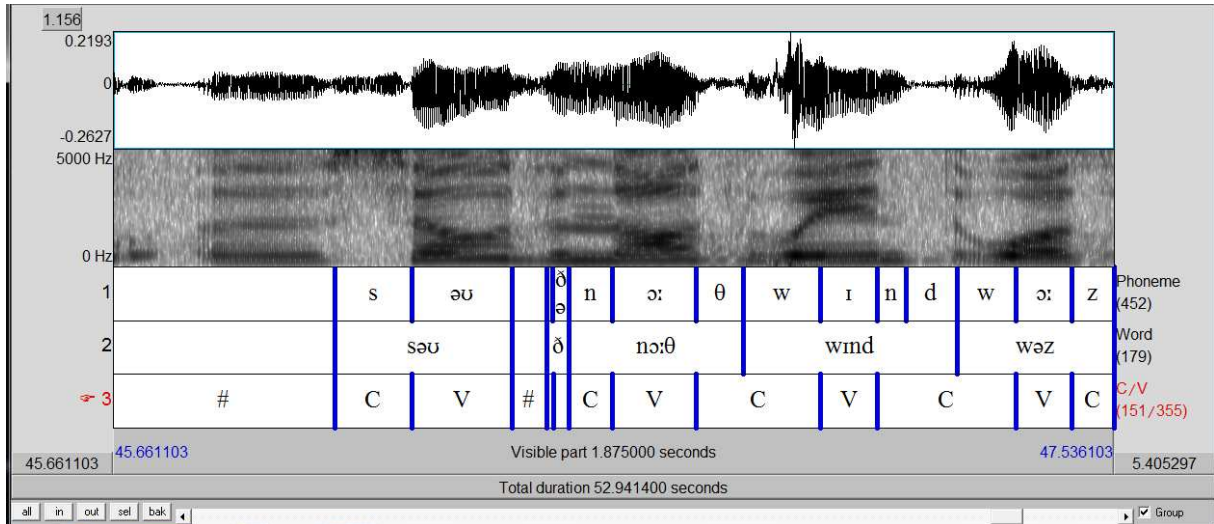 1.156
0.2193
0
-0.2627
5000 Hz
0 Hz
1 s əʊ ð ə n ɔː θ w ɪ n d w ɔː z Phoneme (452)
2 səʊ ð nɔːθ wɪnd wəz Word (179)
☞ 3 # C V # C V C V C V C C/V (151/355)
45.661103 45.661103 Visible part 1.875000 seconds 47.536103 5.405297
Total duration 52.941400 seconds
all in out sel bak Group